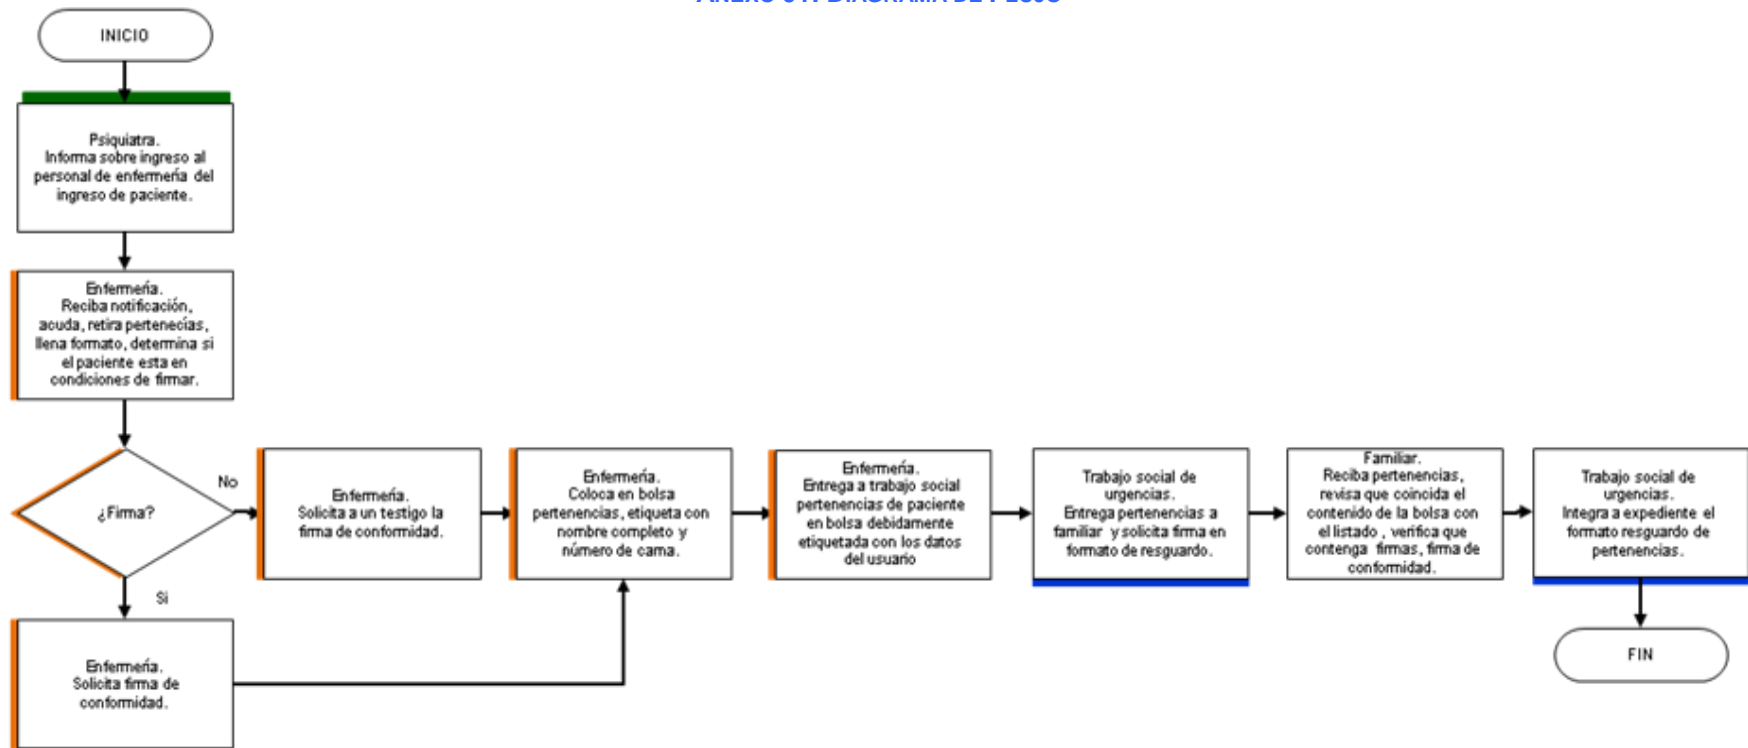 INICIO
Psiquiatra.
Informa sobre ingreso al
personal de enfermería del
ingreso de paciente.
Enfermería.
Reciba notificación,
acuda, retira pertenecías,
llena formato, determina si
el paciente esta en
condiciones de firmar.
¿Firma?
No
Si
Enfermería.
Solicita a un testigo la
firma de conformidad.
Enfermería.
Coloca en bolsa
pertenencias, etiqueta con
nombre completo y
número de cama.
Enfermería.
Entrega a trabajo social
pertenencias de paciente
en bolsa debidamente
etiquetada con los datos
del usuario
Trabajo social de
urgencias.
Entrega pertenencias a
familiar y solicita firma en
formato de resguardo.
Familiar.
Reciba pertenencias,
revisa que coincida el
contenido de la bolsa con
el listado , verifica que
contenga firmas, firma de
conformidad.
Trabajo social de
urgencias.
Integra a expediente el
formato resguardo de
pertenencias.
Enfermería.
Solicita firma de
conformidad.
FIN